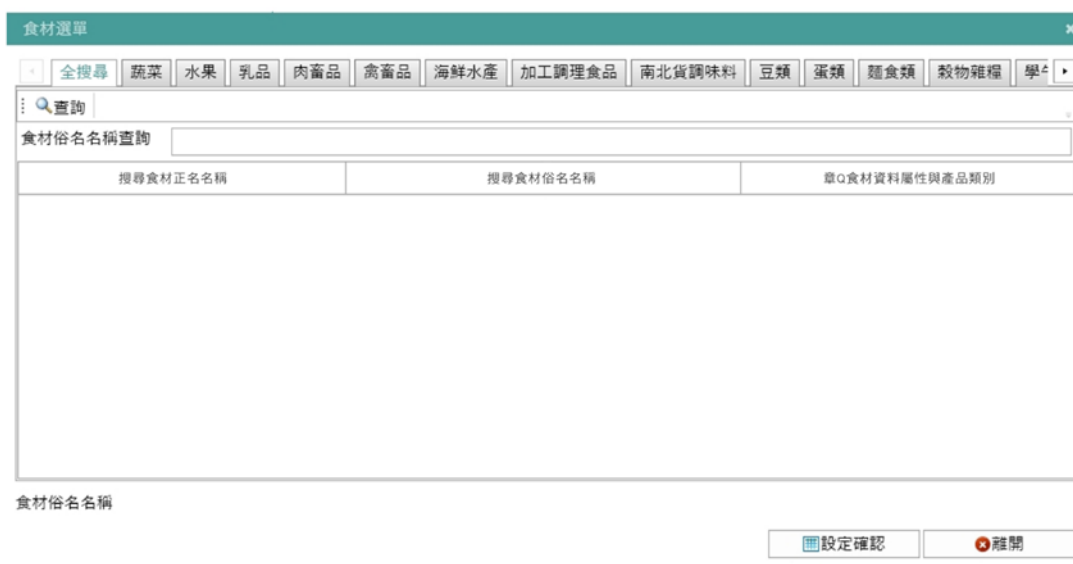 食材選單
全搜尋 蔬菜 水果 乳品 肉畜品 禽畜品 海鮮水產 加工調理食品 南北貨調味料 豆類 蛋類 麵食類 穀物雜糧 學
查詢
食材俗名名稱查詢
搜尋食材正名名稱 搜尋食材俗名名稱 章Q食材資料屬性與產品類別
食材俗名名稱
設定確認 離開